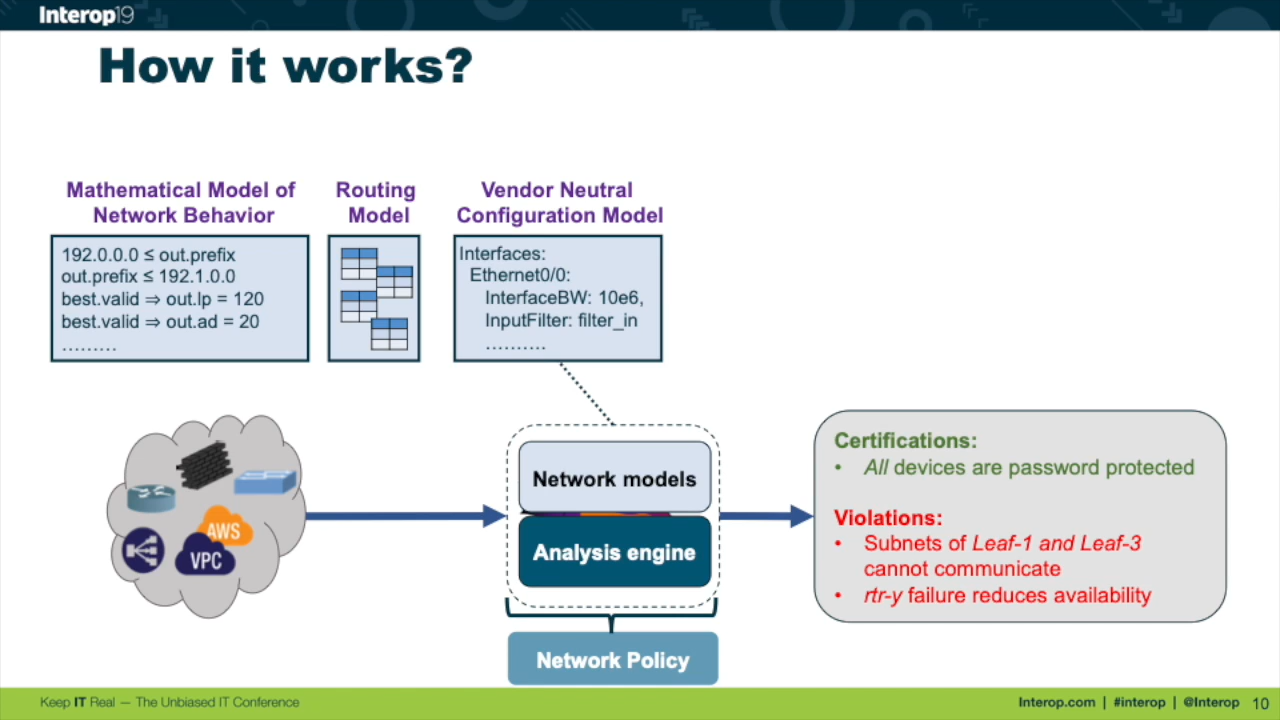 Interop19
How it works?
Mathematical Model of
Network Behavior
192.0.0.0 ≤ out.prefix
out.prefix ≤ 192.1.0.0
best.valid ⇒ out.lp = 120
best.valid ⇒ out.ad = 20
.........
Routing
Model
Vendor Neutral
Configuration Model
Interfaces:
Ethernet0/0:
InterfaceBW: 10e6,
InputFilter: filter_in
..........
AWS
VPC
Network models
Analysis engine
Network Policy
Certifications:
• All devices are password protected
Violations:
• Subnets of Leaf-1 and Leaf-3
cannot communicate
• rtr-y failure reduces availability
Keep IT Real — The Unbiased IT Conference
Interop.com | #interop | @Interop 10